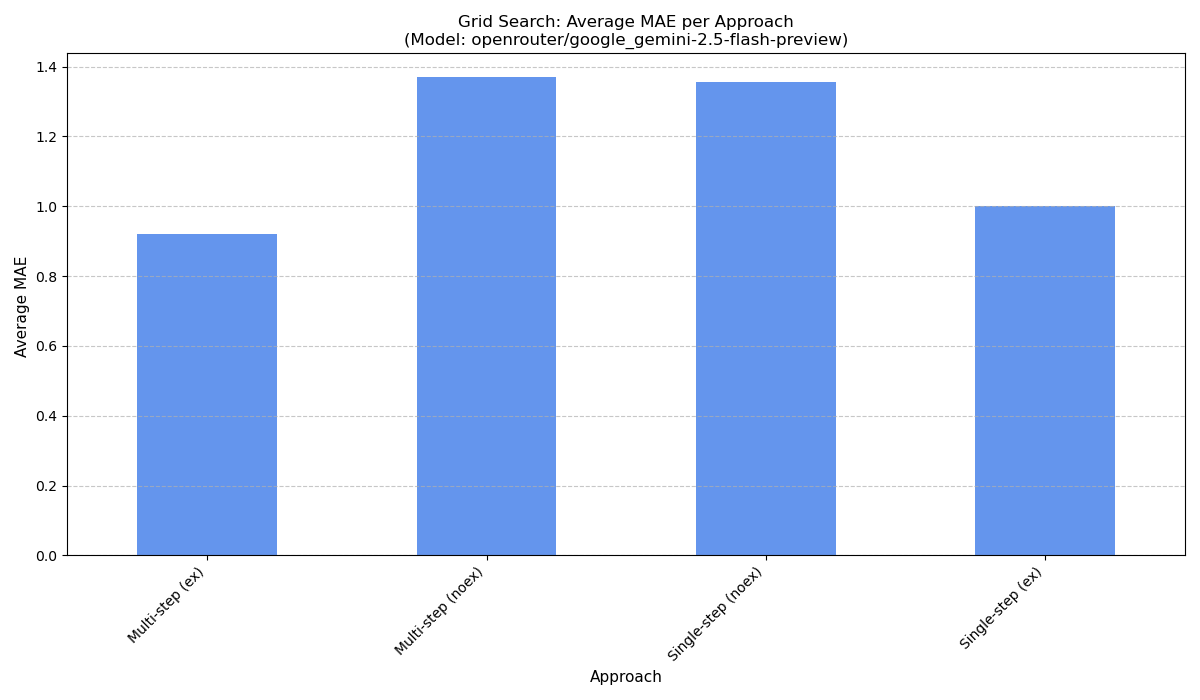 Grid Search: Average MAE per Approach
(Model: openrouter/google_gemini-2.5-flash-preview)
Average MAE
1.4
1.2
1.0
0.8
0.6
0.4
0.2
0.0
Multi-step (ex)
Multi-step (noex)
Single-step (noex)
Single-step (ex)
Approach